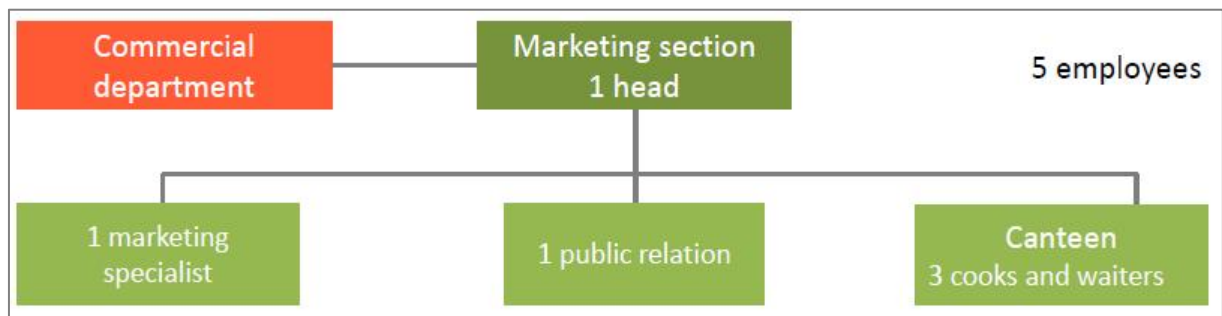 Commercial
department
Marketing section
1 head
5 employees
1 marketing
specialist
1 public relation
Canteen
3 cooks and waiters